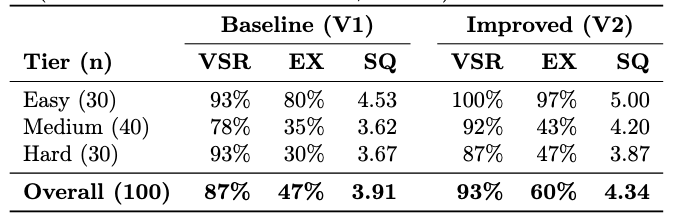 Baseline (V1) Improved (V2)
Tier (n) VSR EX SQ VSR EX SQ
Easy (30) 93% 80% 4.53 100% 97% 5.00
Medium (40) 78% 35% 3.62 92% 43% 4.20
Hard (30) 93% 30% 3.67 87% 47% 3.87
Overall (100) 87% 47% 3.91 93% 60% 4.34